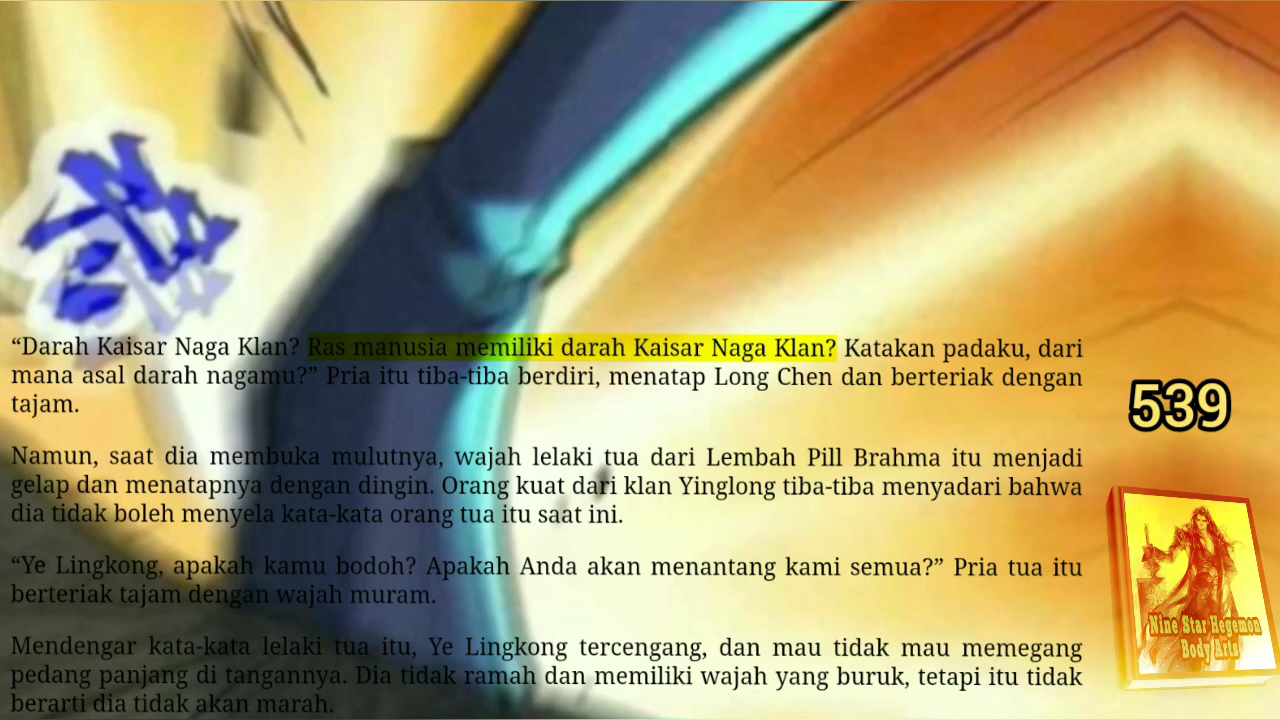 “Darah Kaisar Naga Klan? Ras manusia memiliki darah Kaisar Naga Klan? Katakan padaku, dari
mana asal darah nagamu?” Pria itu tiba-tiba berdiri, menatap Long Chen dan berteriak dengan
tajam.
Namun, saat dia membuka mulutnya, wajah lelaki tua dari Lembah Pill Brahma itu menjadi
gelap dan menatapnya dengan dingin. Orang kuat dari klan Yinglong tiba-tiba menyadari bahwa
dia tidak boleh menyela kata-kata orang tua itu saat ini.
“Ye Lingkong, apakah kamu bodoh? Apakah Anda akan menantang kami semua?” Pria tua itu
berteriak tajam dengan wajah muram.
Mendengar kata-kata lelaki tua itu, Ye Lingkong tercengang, dan mau tidak mau memegang
pedang panjang di tangannya. Dia tidak ramah dan memiliki wajah yang buruk, tetapi itu tidak
berarti dia tidak akan marah.
539
Nine Star Hegemon
Body Arts